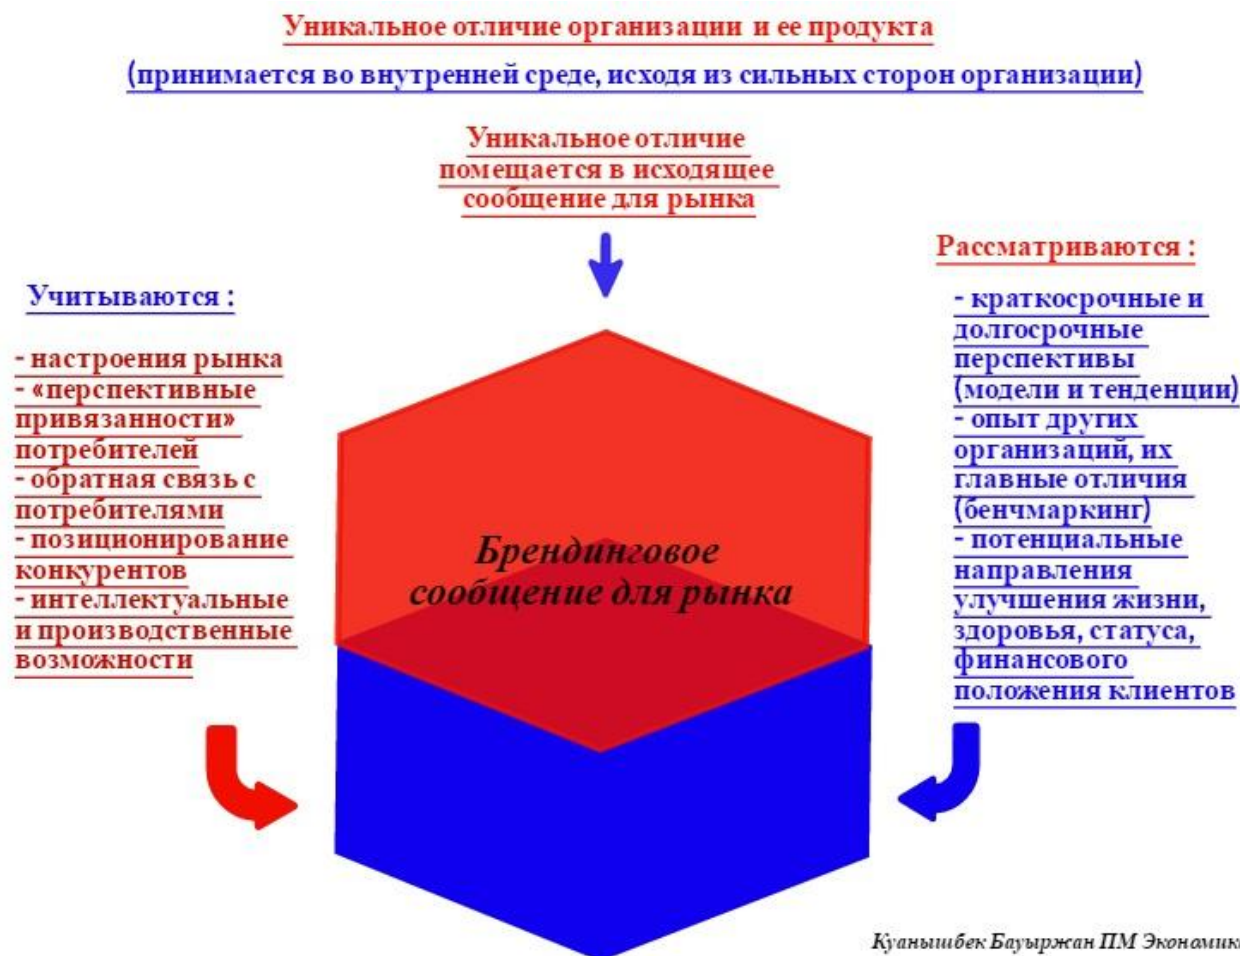 Уникальное отличие организации и ее продукта
(принимается во внутренней среде, исходя из сильных сторон организации)
Уникальное отличие
помещается в исходящее
сообщение для рынка
Учитываются :
- настроения рынка
- «перспективные
привязанности»
потребителей
- обратная связь с
потребителями
- позиционирование
конкурентов
- интеллектуальные
и производственные
возможности
Рассматриваются :
- краткосрочные и
долгосрочные
перспективы
(модели и тенденции)
- опыт других
организаций, их
главные отличия
(бенчмаркинг)
- потенциальные
направления
улучшения жизни,
здоровья, статуса,
финансового
положения клиентов
Брендинговое
сообщение для рынка
Куанышбек Бауыржан ПМ Экономик